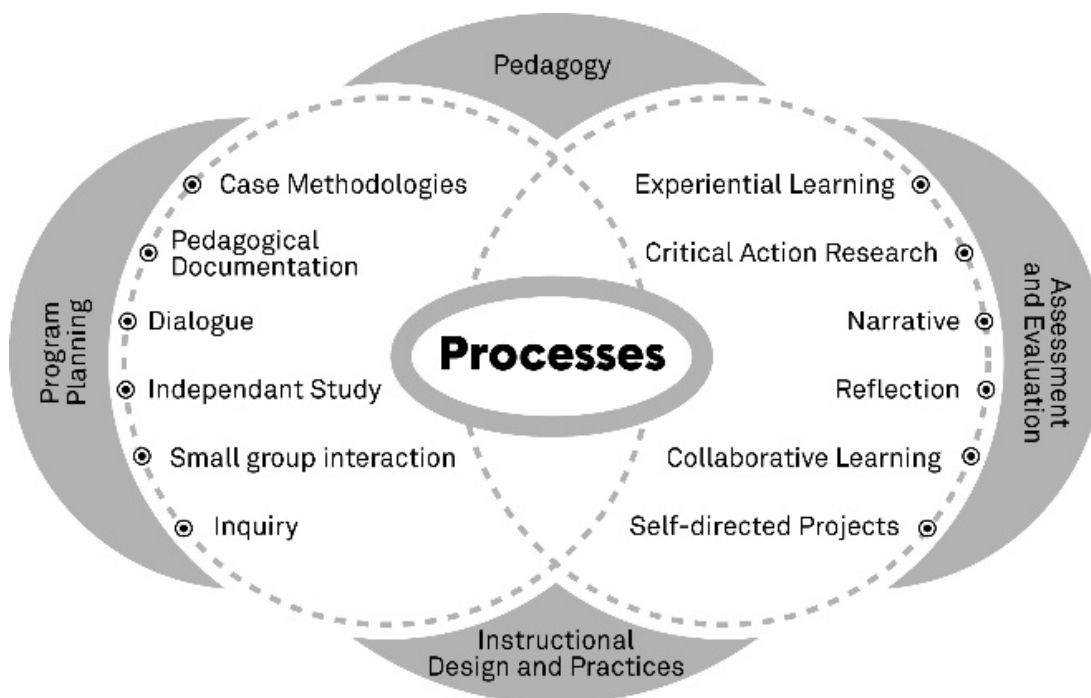 Pedagogy
Program
Planning
Case Methodologies
Pedagogical
Documentation
Dialogue
Independant Study
Small group interaction
Inquiry
Processes
Experiential Learning
Critical Action Research
Narrative
Reflection
Collaborative Learning
Self-directed Projects
Assessment
and Evaluation
Instructional
Design and Practices